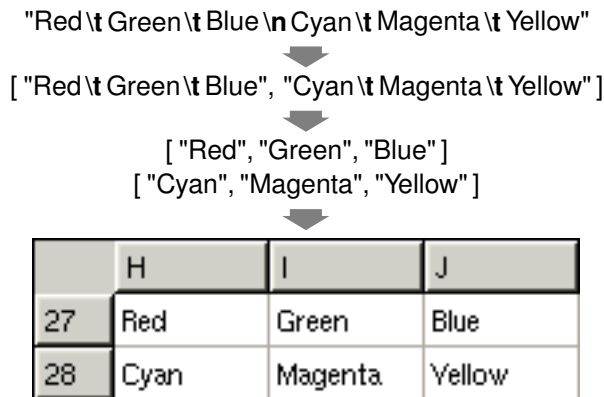 "Red\t Green\t Blue \n Cyan\t Magenta\t Yellow"
[ "Red\t Green\t Blue", "Cyan\t Magenta\t Yellow" ]
[ "Red", "Green", "Blue" ]
[ "Cyan", "Magenta", "Yellow" ]
H I J
27 Red Green Blue
28 Cyan Magenta Yellow